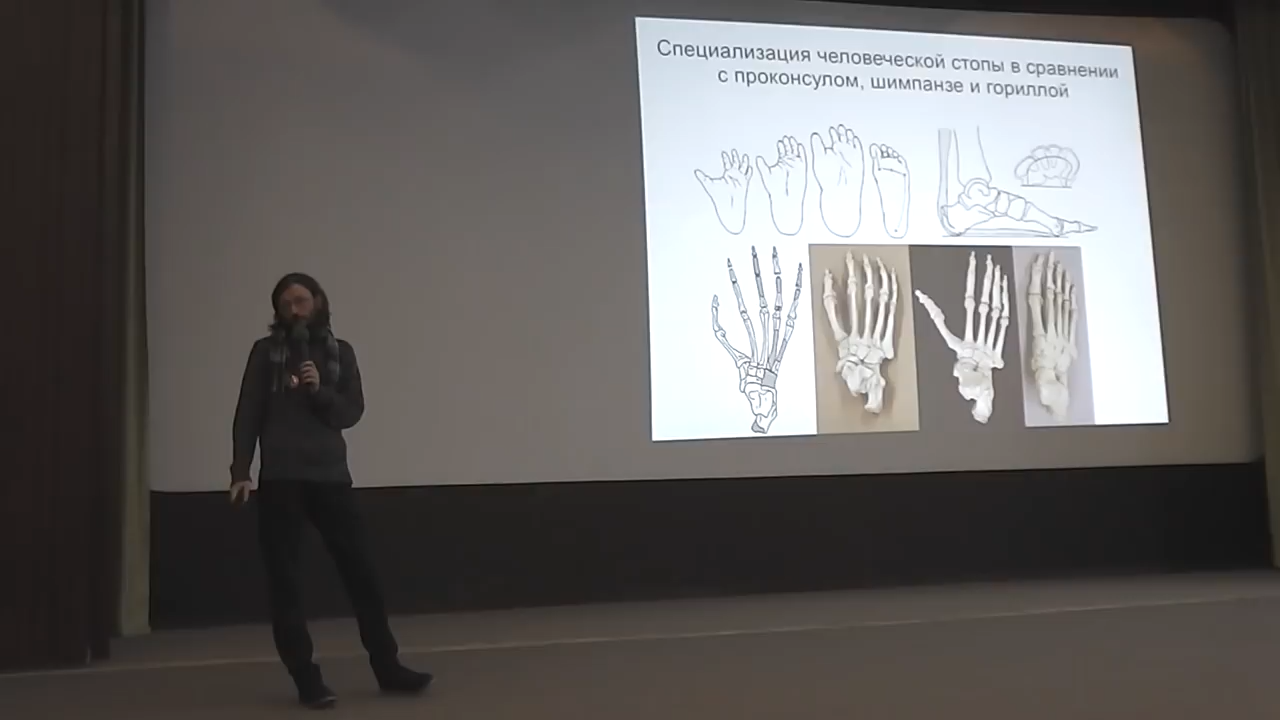 Специализация человеческой стопы в сравнении
с проконсулом, шимпанзе и гориллой